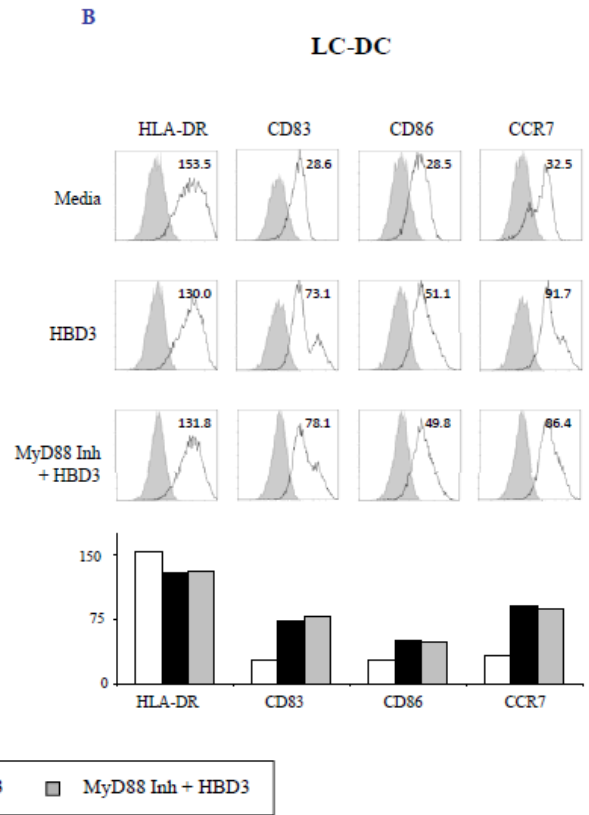 B
LC-DC
HLA-DR CD83 CD86 CCR7
Media 153.5 28.6 28.5 32.5
HBD3 130.0 73.1 51.1 91.7
MyD88 Inh 131.8 78.1 49.8 86.4
+ HBD3
150
75
0
HLA-DR CD83 CD86 CCR7
3 MyD88 Inh + HBD3